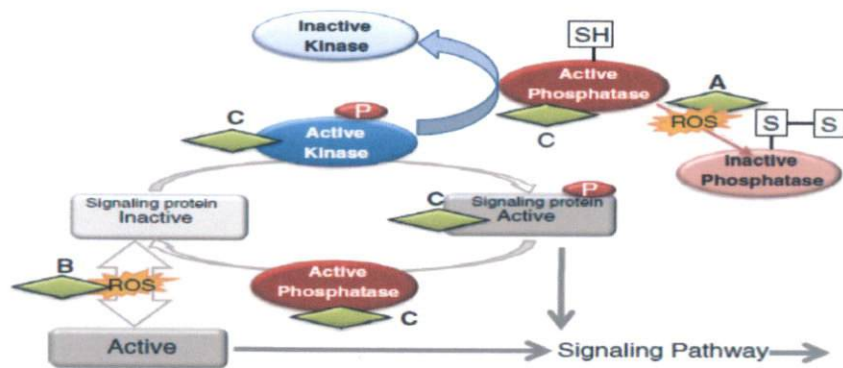 Inactive
Kinase
SH
Active
Phosphatase
A
ROS
S
S
C
P
C
Active
Kinase
Inactive
Phosphatase
Signaling protein
Inactive
C
P
Signaling protein
Active
B
ROS
Active
Phosphatase
C
Active
Signaling Pathway